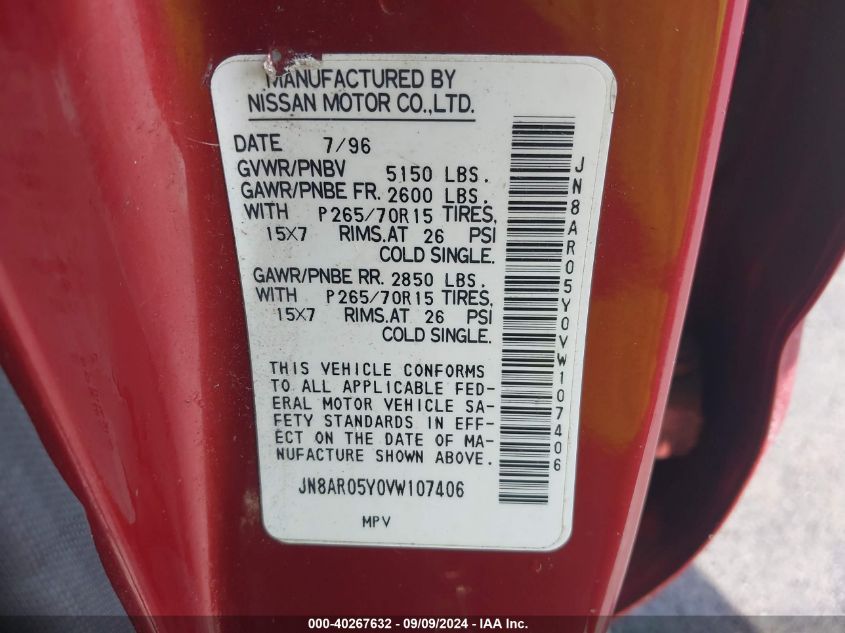 MANUFACTURED BY
NISSAN MOTOR CO.,LTD.
DATE 7/96
GVWR/PNBV 5150 LBS.
GAWR/PNBE FR. 2600 LBS.
WITH P265/70R15 TIRES,
15X7 RIMS.AT 26 PSI
COLD SINGLE.
GAWR/PNBE RR. 2850 LBS.
WITH P265/70R15 TIRES,
15X7 RIMS.AT 26 PSI
COLD SINGLE.
THIS VEHICLE CONFORMS
TO ALL APPLICABLE FED-
ERAL MOTOR VEHICLE SA-
FETY STANDARDS IN EFF-
ECT ON THE DATE OF MA-
NUFACTURE SHOWN ABOVE.
JN8AR05Y0VW107406
MPV
JN8AR05Y0VW107406
000-40267632 - 09/09/2024 - IAA Inc.